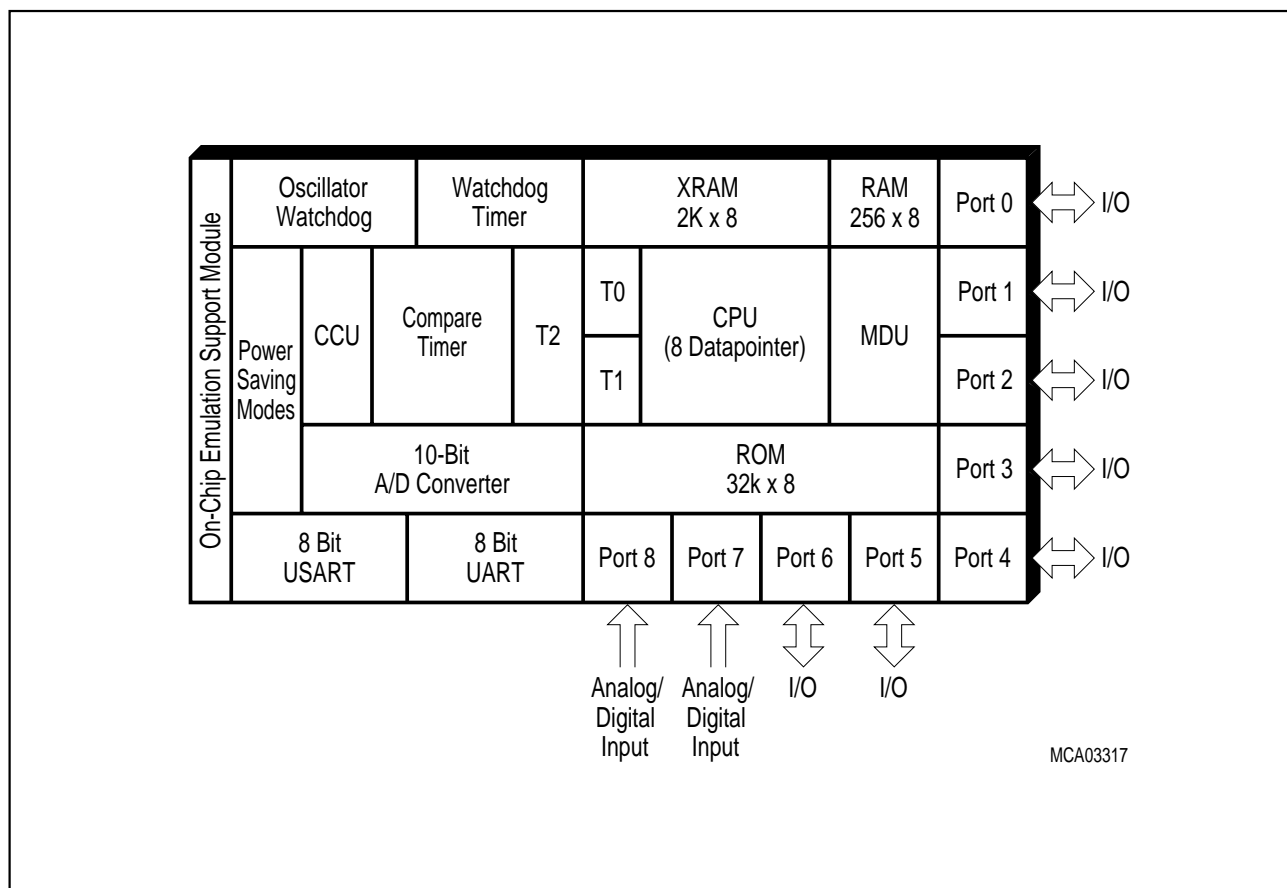 On-Chip Emulation Support Module
Oscillator
Watchdog
Watchdog
Timer
XRAM
2K x 8
RAM
256 x 8
Port 0
I/O
Power
Saving
Modes
CCU
Compare
Timer
T2
T0
T1
CPU
(8 Datapointer)
MDU
Port 1
I/O
Port 2
I/O
10-Bit
A/D Converter
ROM
32k x 8
Port 3
I/O
8 Bit
USART
8 Bit
UART
Port 8
Port 7
Port 6
Port 5
Port 4
I/O
Analog/
Digital
Input
Analog/
Digital
Input
I/O
I/O
MCA03317